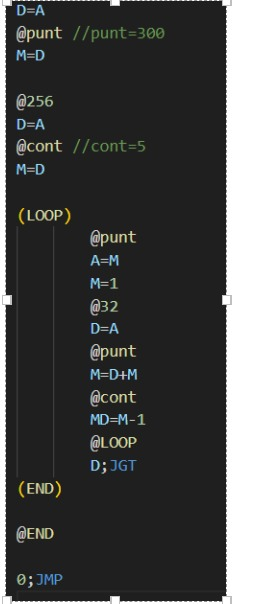 D=A
@punt //punt=300
M=D
@256
D=A
@cont //cont=5
M=D
(LOOP)
@punt
A=M
M=1
@32
D=A
@punt
M=D+M
@cont
MD=M-1
@LOOP
D;JGT
(END)
@END
0;JMP